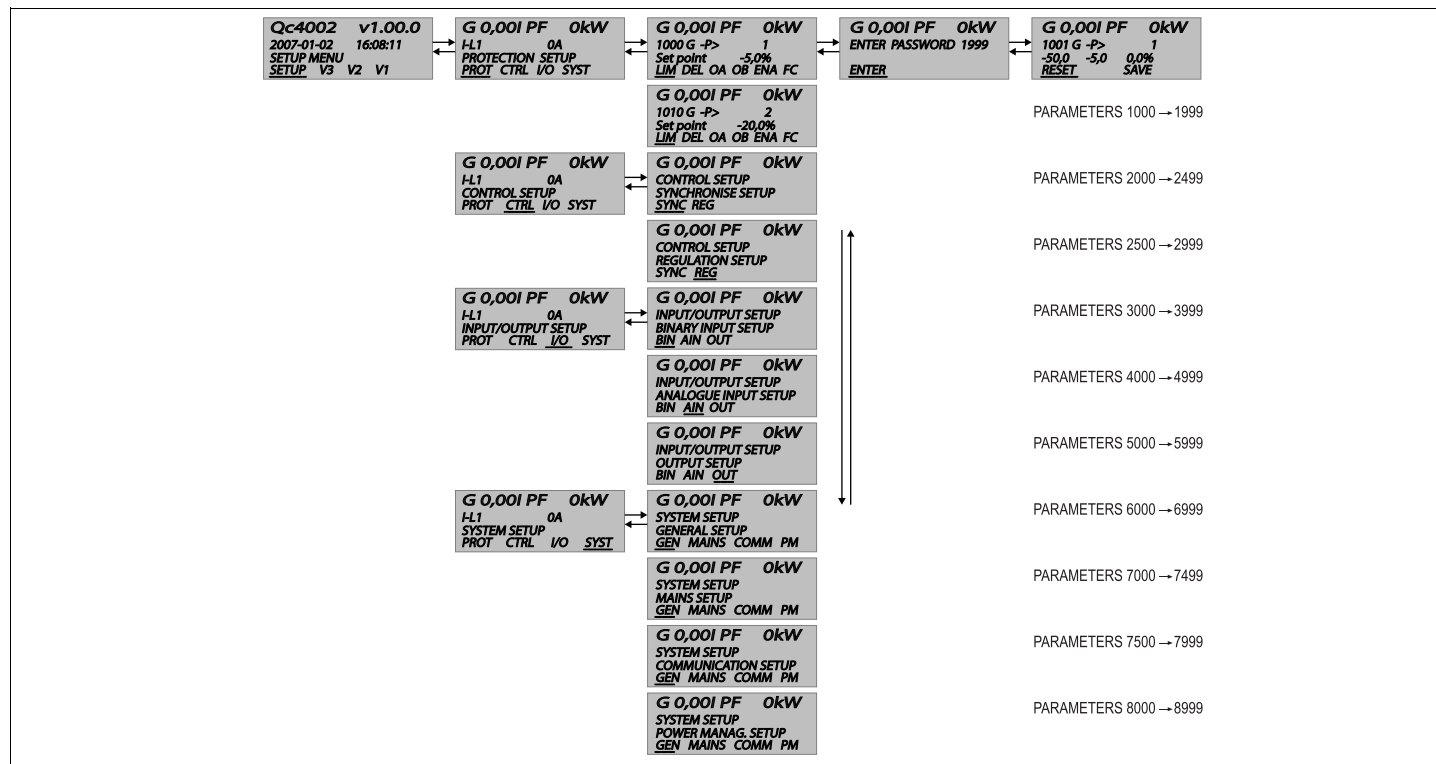 Qc4002 v1.00.0
2007-01-02 16:08:11
SETUP MENU
SETUP V3 V2 V1
G 0,00I PF 0kW
I-L1 0A
PROTECTION SETUP
PROT CTRL I/O SYST
G 0,00I PF 0kW
1000 G -P> 1
Set point -5,0%
LIM DEL OA OB ENA FC
G 0,00I PF 0kW
ENTER PASSWORD 1999
ENTER
G 0,00I PF 0kW
1001 G -P> 1
-50,0 -5,0 0,0%
RESET SAVE
G 0,00I PF 0kW
1010 G -P> 2
Set point -20,0%
LIM DEL OA OB ENA FC
PARAMETERS 1000 → 1999
G 0,00I PF 0kW
I-L1 0A
CONTROL SETUP
PROT CTRL I/O SYST
G 0,00I PF 0kW
CONTROL SETUP
SYNCHRONISE SETUP
SYNC REG
PARAMETERS 2000 → 2499
G 0,00I PF 0kW
CONTROL SETUP
REGULATION SETUP
SYNC REG
PARAMETERS 2500 → 2999
G 0,00I PF 0kW
I-L1 0A
INPUT/OUTPUT SETUP
PROT CTRL I/O SYST
G 0,00I PF 0kW
INPUT/OUTPUT SETUP
BINARY INPUT SETUP
BIN AIN OUT
PARAMETERS 3000 → 3999
G 0,00I PF 0kW
INPUT/OUTPUT SETUP
ANALOGUE INPUT SETUP
BIN AIN OUT
PARAMETERS 4000 → 4999
G 0,00I PF 0kW
INPUT/OUTPUT SETUP
OUTPUT SETUP
BIN AIN OUT
PARAMETERS 5000 → 5999
G 0,00I PF 0kW
I-L1 0A
SYSTEM SETUP
PROT CTRL I/O SYST
G 0,00I PF 0kW
SYSTEM SETUP
GENERAL SETUP
GEN MAINS COMM PM
PARAMETERS 6000 → 6999
G 0,00I PF 0kW
SYSTEM SETUP
MAINS SETUP
GEN MAINS COMM PM
PARAMETERS 7000 → 7499
G 0,00I PF 0kW
SYSTEM SETUP
COMMUNICATION SETUP
GEN MAINS COMM PM
PARAMETERS 7500 → 7999
G 0,00I PF 0kW
SYSTEM SETUP
POWER MANAG. SETUP
GEN MAINS COMM PM
PARAMETERS 8000 → 8999